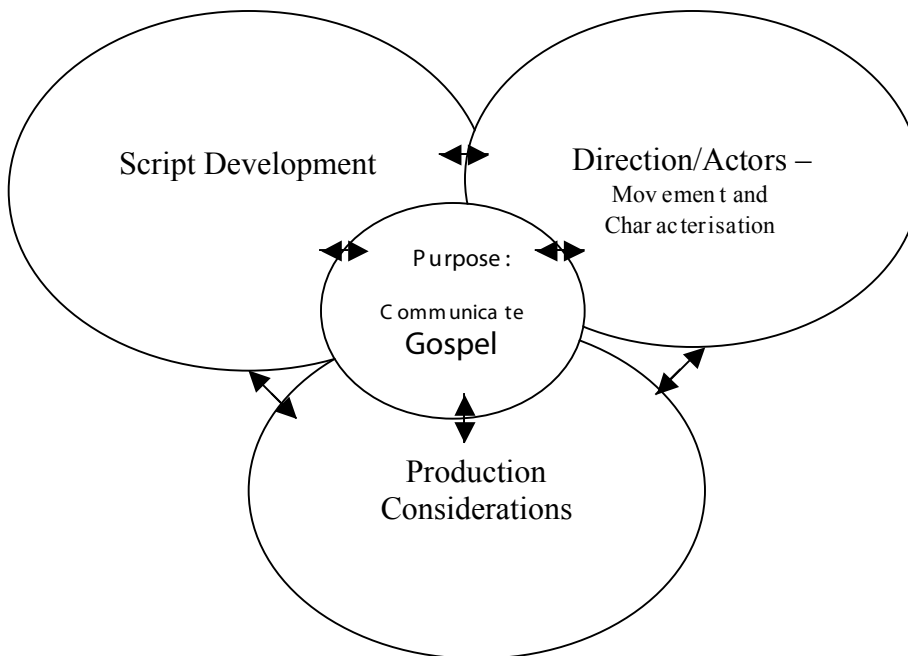 Script Development
Direction/Actors –
Movement and
Characterisation
Purpose:
Communicate
Gospel
Production
Considerations